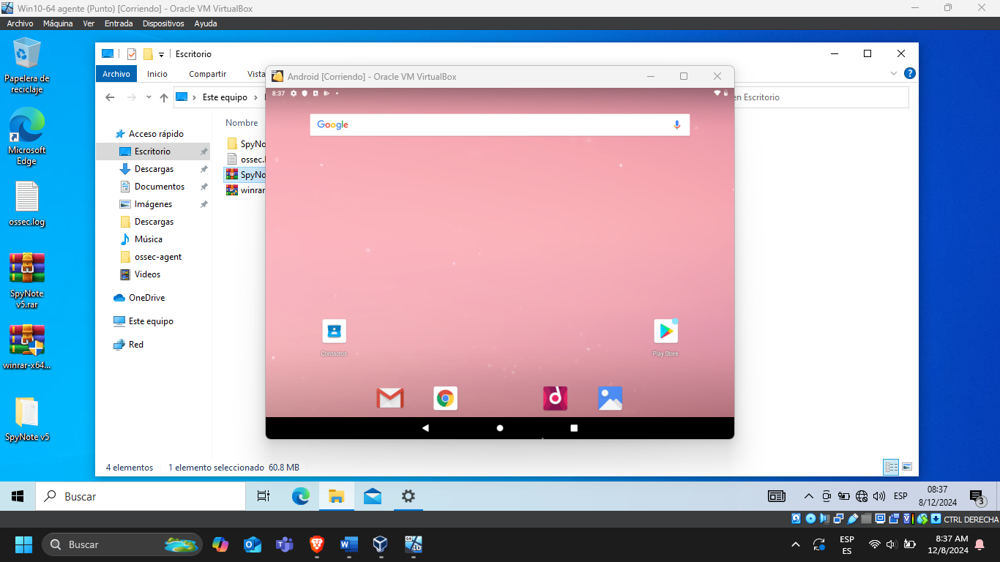 Win10-64 agente (Punto) [Corriendo] - Oracle VM VirtualBox
Archivo Máquina Ver Entrada Dispositivos Ayuda
Papelera de
reciclaje
Microsoft
Edge
ossec.log
SpyNote
v5.rar
winrar-x64...
SpyNote v5
Escritorio
Archivo Inicio Compartir Vista
Este equipo
en Escritorio
Acceso rápido
Escritorio
Descargas
Documentos
Imágenes
Descargas
Música
ossec-agent
Videos
OneDrive
Este equipo
Red
Nombre
SpyNo
ossec.l
SpyNo
winrar
Android [Corriendo] - Oracle VM VirtualBox
8:37
Google
Contactos
Play Store
4 elementos 1 elemento seleccionado 60.8 MB
Buscar
ESP
08:37
8/12/2024
3
CTRL DERECHA
Buscar
ESP
ES
8:37 AM
12/8/2024